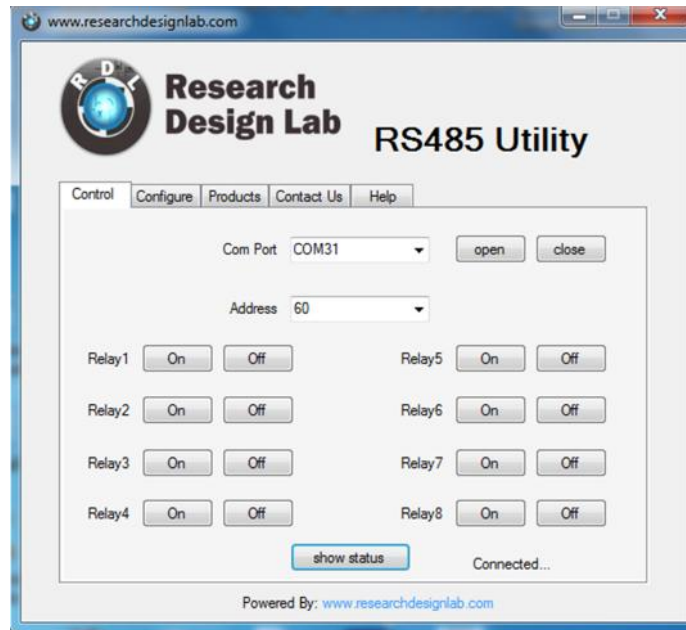 www.researchdesignlab.com
RDL
Research
Design Lab
RS485 Utility
Control Configure Products Contact Us Help
Com Port COM31 open close
Address 60
Relay1 On Off Relay5 On Off
Relay2 On Off Relay6 On Off
Relay3 On Off Relay7 On Off
Relay4 On Off Relay8 On Off
show status Connected...
Powered By: www.researchdesignlab.com